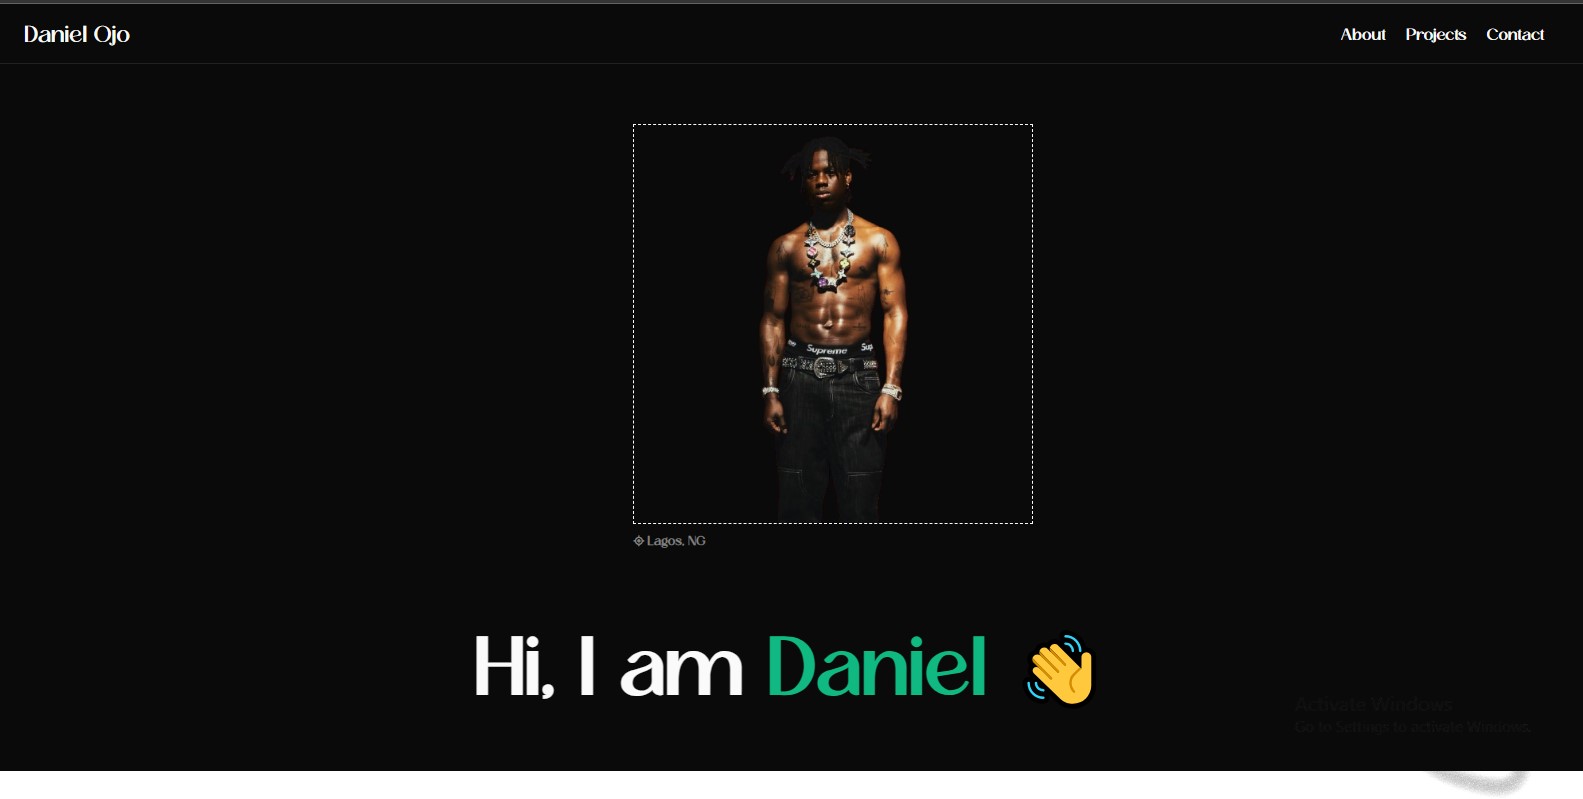 Daniel Ojo
About Projects Contact
Supreme Sup
Lagos, NG
Hi, I am Daniel
Activate Windows
Go to Settings to activate Windows.